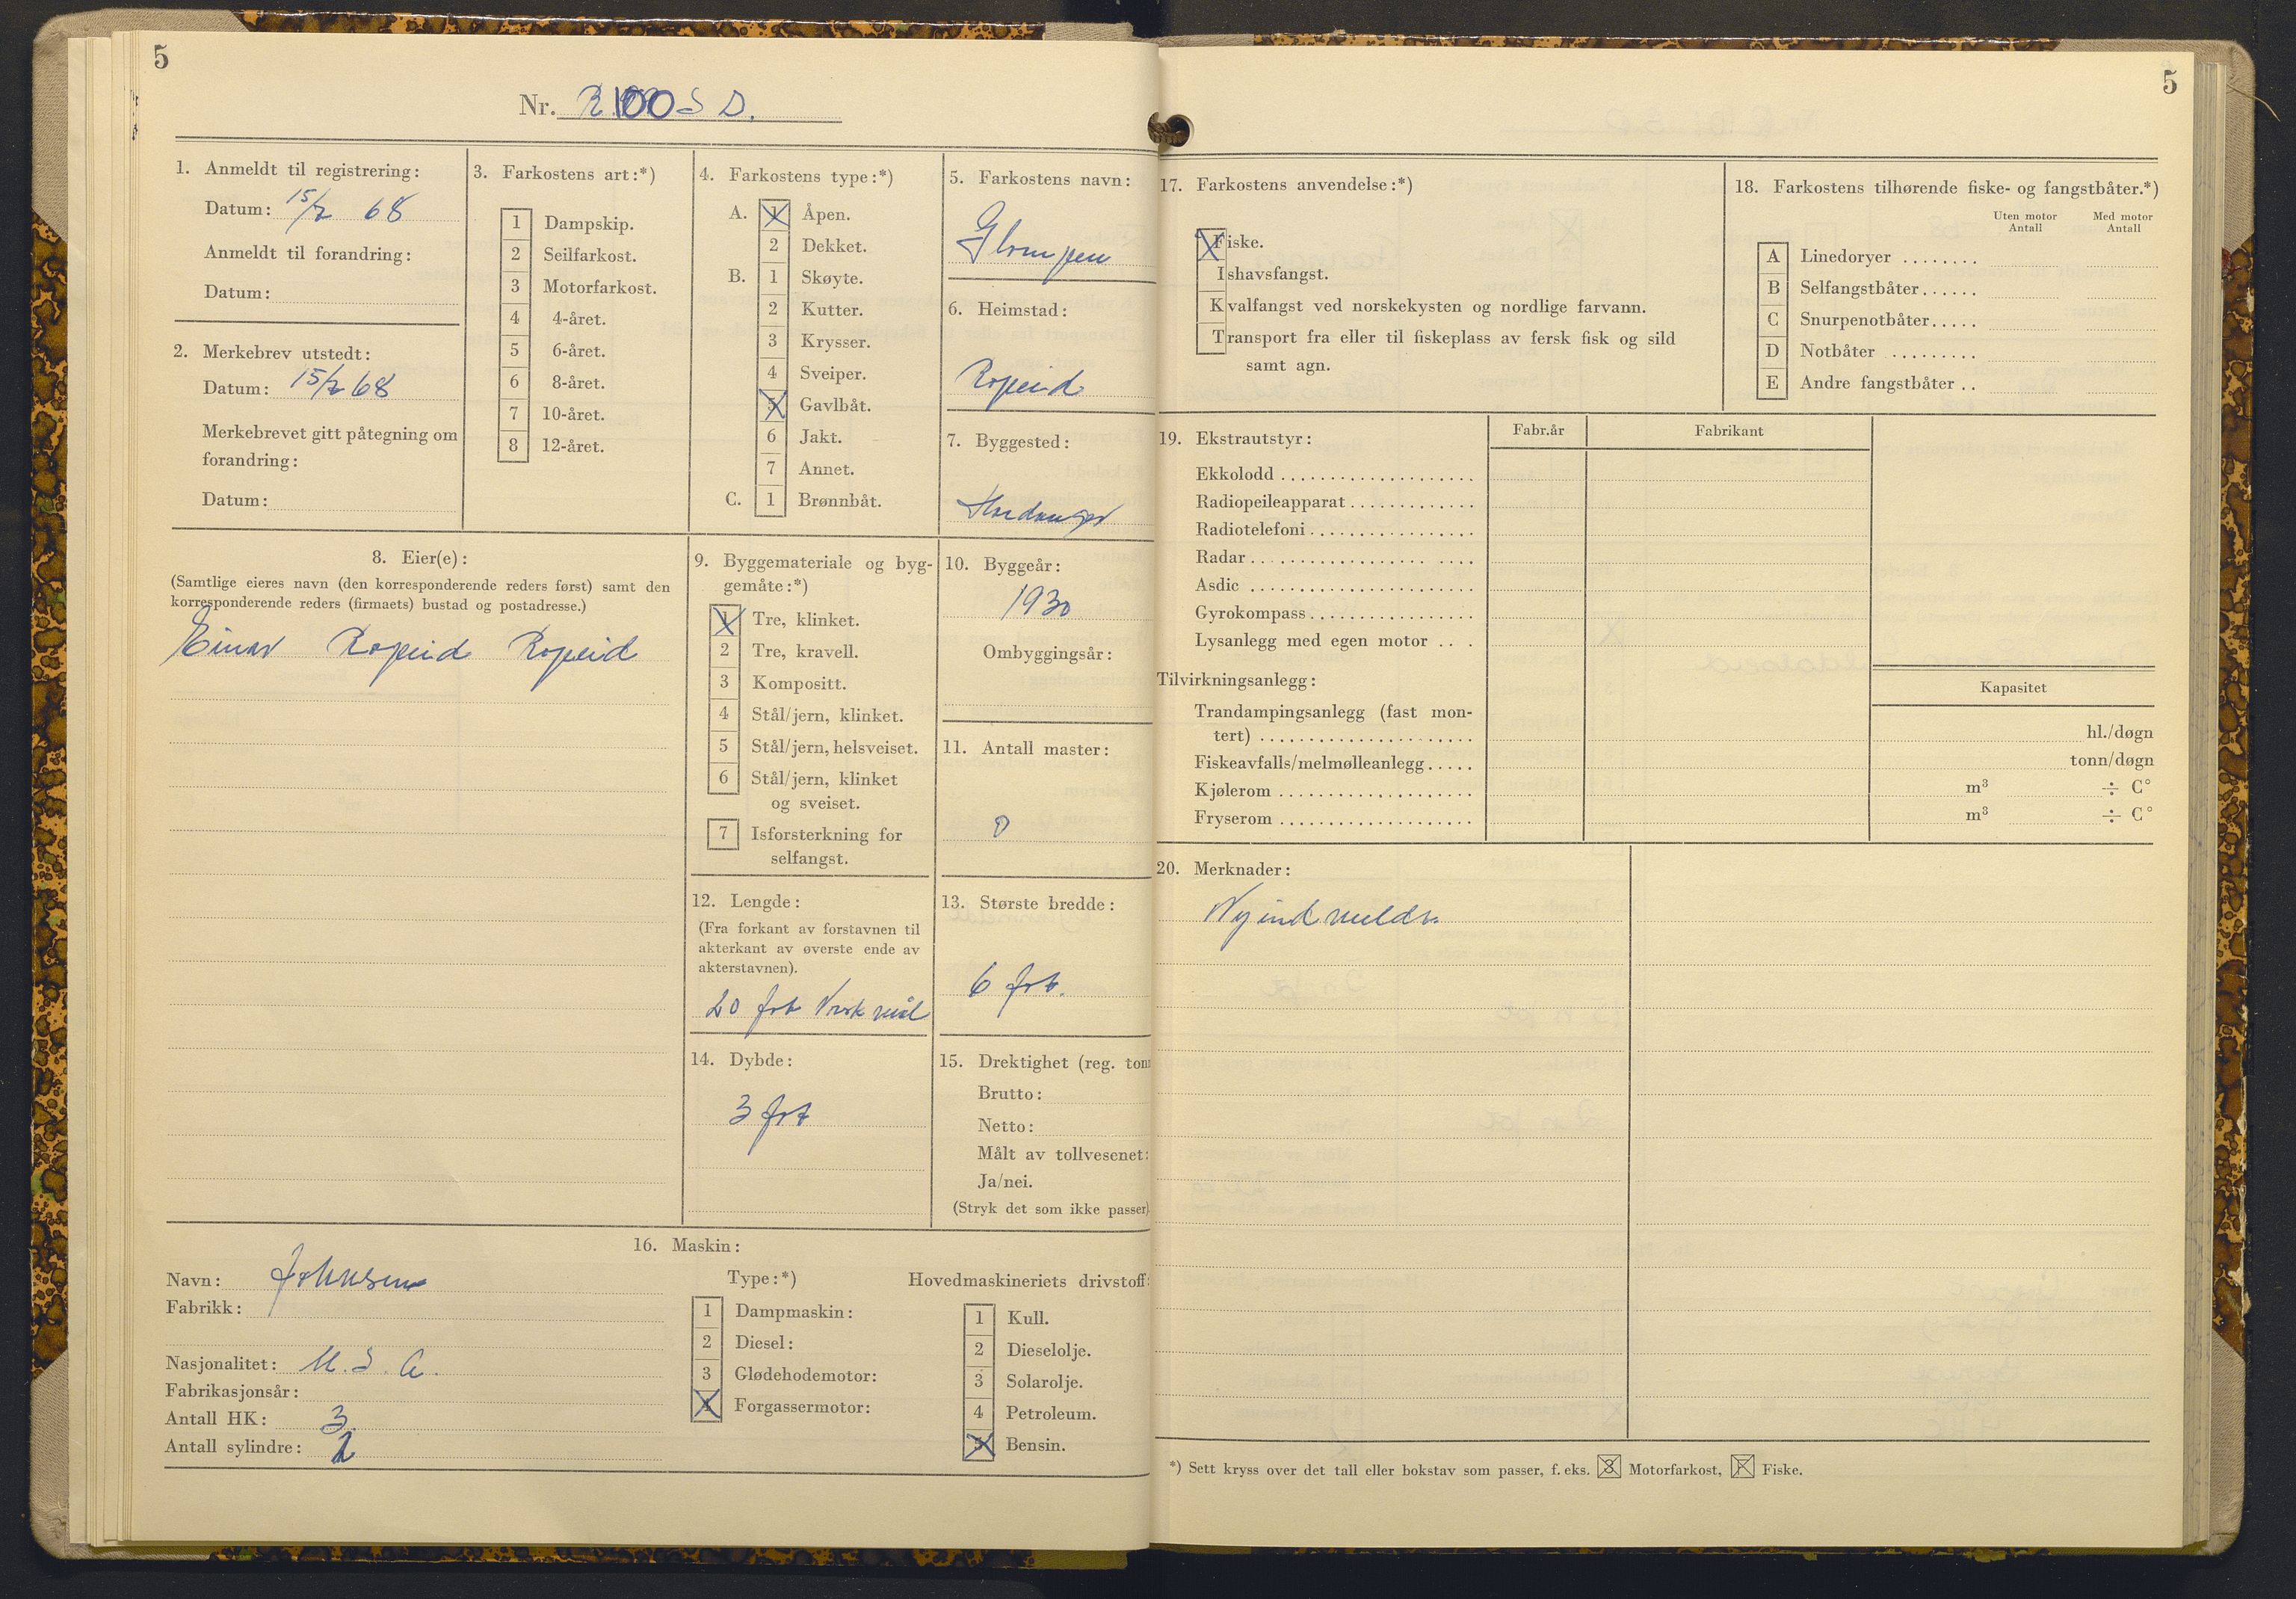 5
Nr. R 100 S D.
1. Anmeldt til registrering:
Datum: 15/2 68
Anmeldt til forandring:
Datum:
2. Merkebrev utstedt:
Datum: 15/2 68
Merkebrevet gitt påtegning om
forandring:
Datum:
3. Farkostens art:*)
1 Dampskip.
2 Seilfarkost.
3 Motorfarkost.
4 4-året.
5 6-året.
6 8-året.
7 10-året.
8 12-året.
4. Farkostens type:*)
A. 1 Åpen.
2 Dekket.
B. 1 Skøyte.
2 Kutter.
3 Krysser.
4 Sveiper.
5 Gavlbåt.
6 Jakt.
7 Annet.
C. 1 Brønnbåt.
5. Farkostens navn:
Glompen
6. Heimstad:
Ropeid
7. Byggested:
Hardanger
8. Eier(e):
(Samtlige eieres navn (den korresponderende reders først) samt den
korresponderende reders (firmaets) bustad og postadresse.)
Einar Ropeid Ropeid
9. Byggemateriale og byg-
gemåte:*)
1 Tre, klinket.
2 Tre, kravell.
3 Kompositt.
4 Stål/jern, klinket.
5 Stål/jern, helsveiset.
6 Stål/jern, klinket
og sveiset.
7 Isforsterkning for
selfangst.
10. Byggeår:
1930
Ombyggingsår:
11. Antall master:
0
12. Lengde:
(Fra forkant av forstavnen til
akterkant av øverste ende av
akterstavnen).
20 fot
13. Største bredde:
6 fot.
14. Dybde:
3 fot
15. Drektighet (reg. ton
Brutto:
Netto:
Målt av tollvesenet:
Ja/nei.
(Stryk det som ikke passer)
16. Maskin:
Navn: Johnson
Fabrikk:
Nasjonalitet: U. S. A.
Fabrikasjonsår:
Antall HK: 3
Antall sylindre:
Type:*)
1 Dampmaskin:
2 Diesel:
3 Glødehodemotor:
4 Forgassermotor:
Hovedmaskineriets drivstoff:
1 Kull.
2 Dieselolje.
3 Solarolje.
4 Petroleum.
5 Bensin.
5
17. Farkostens anvendelse:*)
Fiske.
Ishavsfangst.
Kvalfangst ved norskekysten og nordlige farvann.
Transport fra eller til fiskeplass av fersk fisk og sild
samt agn.
18. Farkostens tilhørende fiske- og fangstbåter.*)
Uten motor Med motor
Antall Antall
A Linedoryer ........
B Selfangstbåter......
C Snurpenotbåter.....
D Notbåter .........
E Andre fangstbåter ..
19. Ekstrautstyr:
Fabr.år Fabrikant
Ekkolodd ....................
Radiopeileapparat .............
Radiotelefoni .................
Radar .......................
Asdic .......................
Gyrokompass .................
Lysanlegg med egen motor ...
Tilvirkningsanlegg:
Kapasitet
Trandampingsanlegg (fast mon-
tert) ...................... hl./døgn
Fiskeavfalls/melmølleanlegg ..... tonn/døgn
Kjølerom .................... m³ ÷ C°
Fryserom .................... m³ ÷ C°
20. Merknader:
Ny indmeldn.
*) Sett kryss over det tall eller bokstav som passer, f. eks. 3 Motorfarkost, F Fiske.